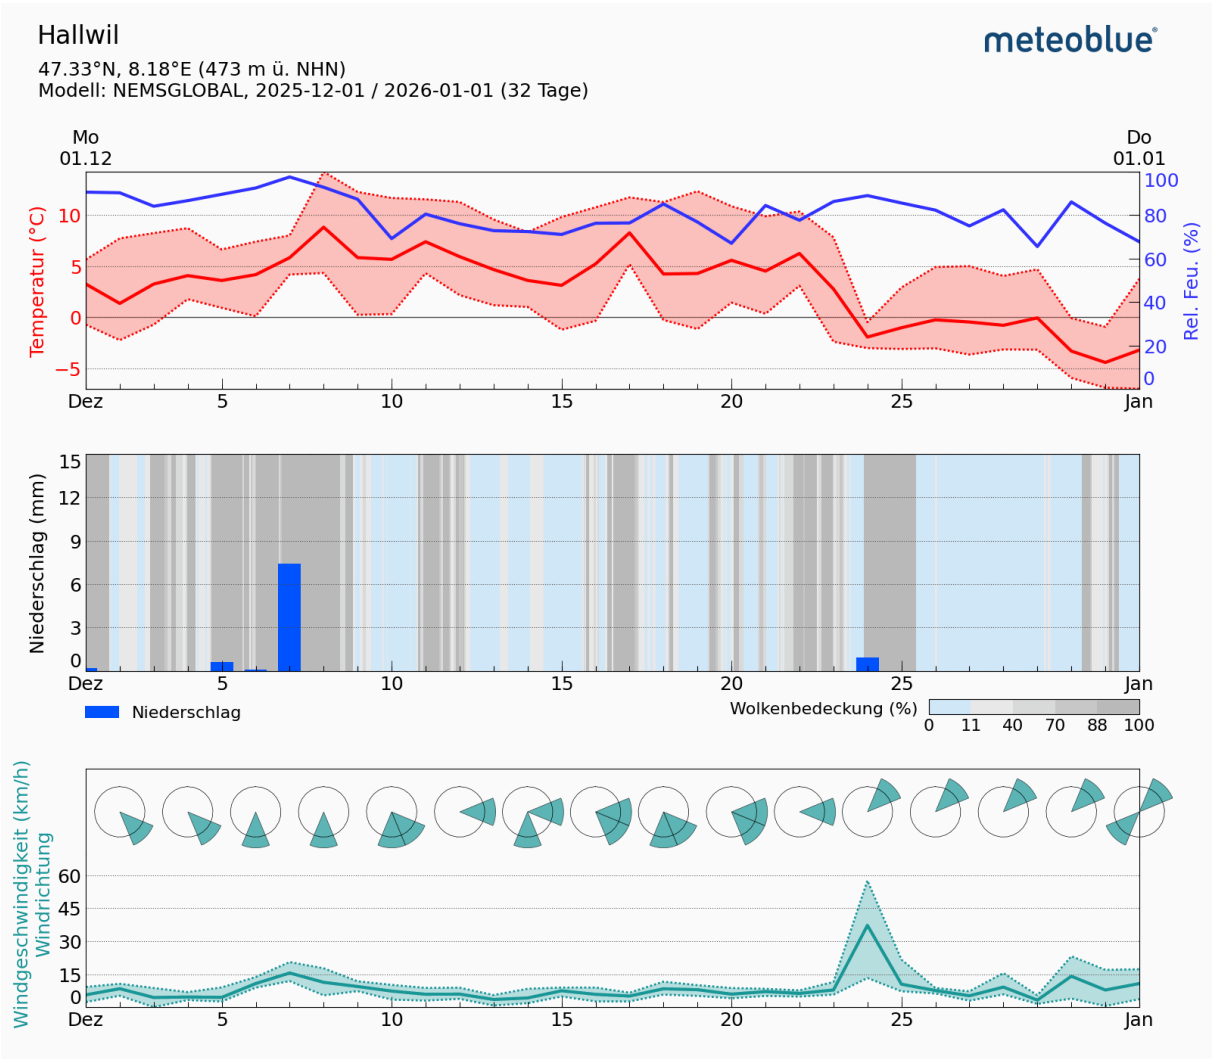 Hallwil
meteoblue®
47.33°N, 8.18°E (473 m ü. NHN)
Modell: NEMSGLOBAL, 2025-12-01 / 2026-01-01 (32 Tage)
Mo
01.12
Do
01.01
Temperatur (°C)
10
5
0
−5
Rel. Feu. (%)
100
80
60
40
20
0
Dez 5 10 15 20 25 Jan
Niederschlag (mm)
15
12
9
6
3
0
Dez 5 10 15 20 25 Jan
Niederschlag
Wolkenbedeckung (%)
0 11 40 70 88 100
Windgeschwindigkeit (km/h)
Windrichtung
60
45
30
15
0
Dez 5 10 15 20 25 Jan